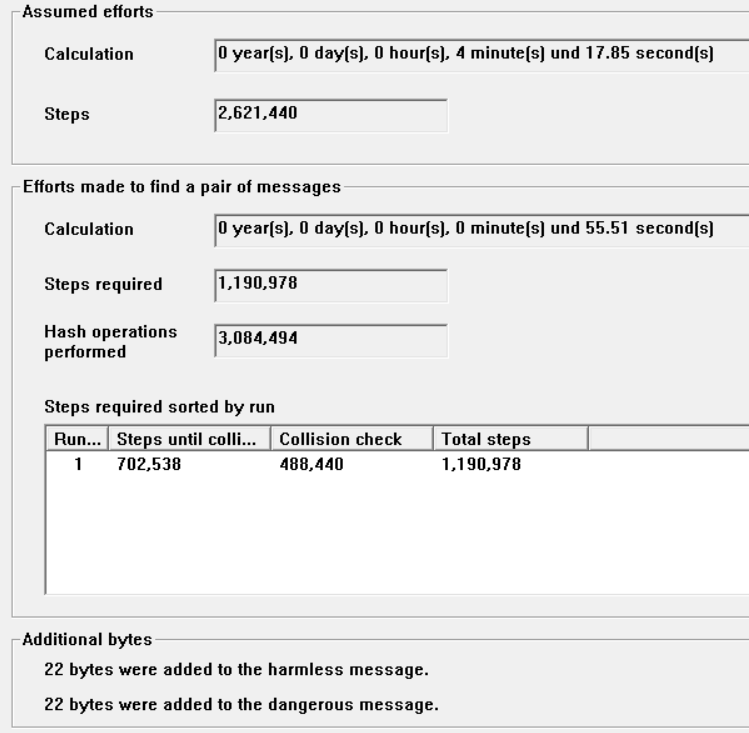 Assumed efforts
Calculation 0 year(s), 0 day(s), 0 hour(s), 4 minute(s) und 17.85 second(s)
Steps 2,621,440
Efforts made to find a pair of messages
Calculation 0 year(s), 0 day(s), 0 hour(s), 0 minute(s) und 55.51 second(s)
Steps required 1,190,978
Hash operations
performed 3,084,494
Steps required sorted by run
Run... Steps until colli... Collision check Total steps
1 702,538 488,440 1,190,978
Additional bytes
22 bytes were added to the harmless message.
22 bytes were added to the dangerous message.